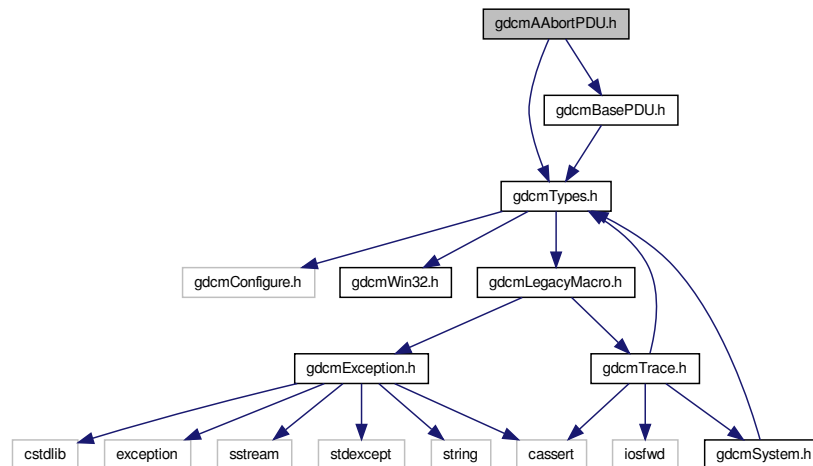 gdcmAAbortPDU.h
gdcmBasePDU.h
gdcmTypes.h
gdcmConfigure.h
gdcmWin32.h
gdcmLegacyMacro.h
gdcmException.h
gdcmTrace.h
cstdlib
exception
sstream
stdexcept
string
cassert
iosfwd
gdcmSystem.h